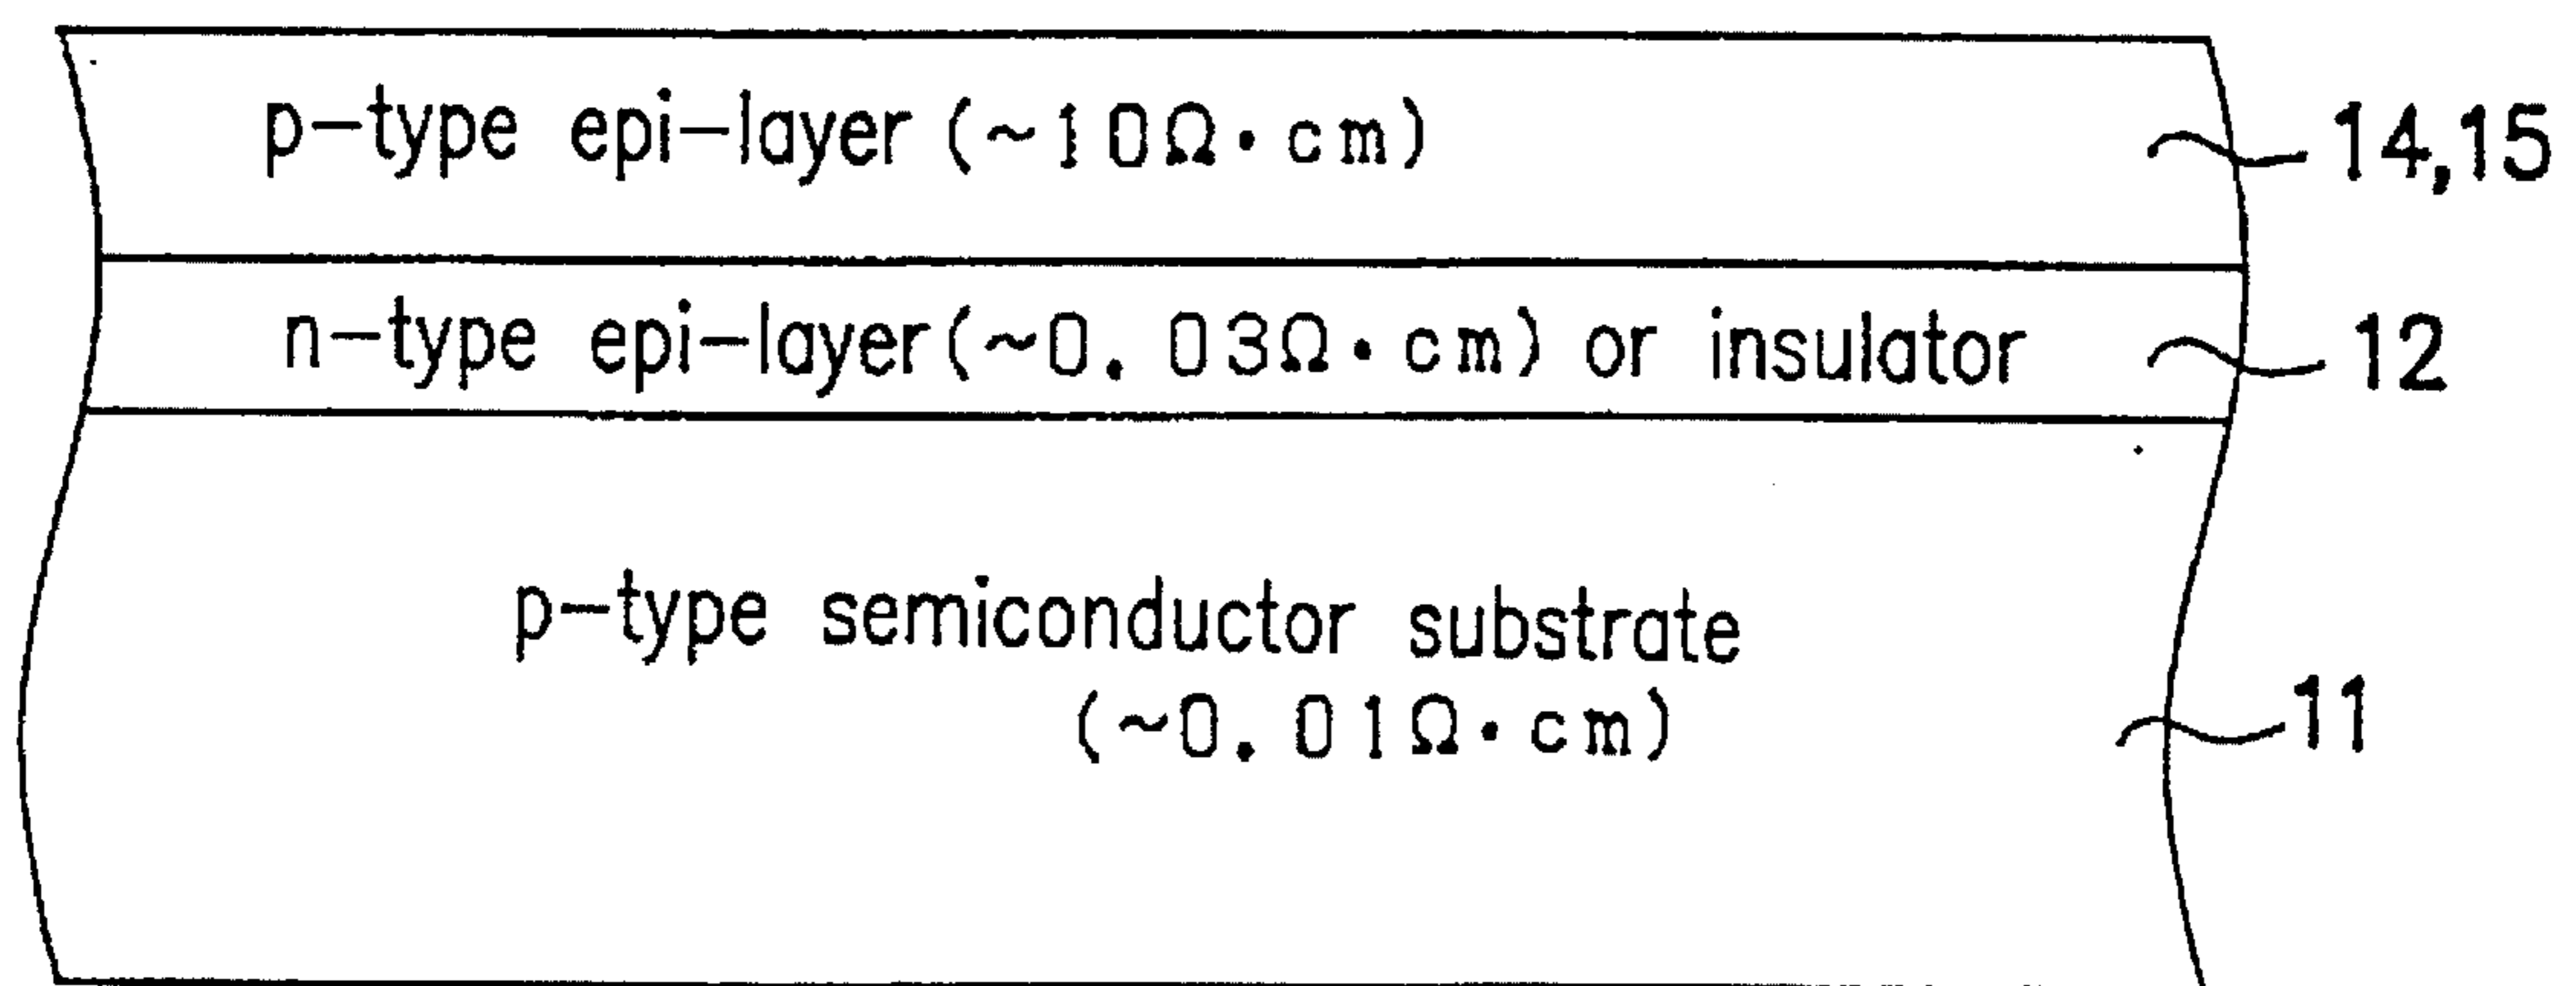 p-type epi-layer (~10Ω·cm)
14,15
n-type epi-layer(~0.03Ω·cm) or insulator
12
p-type semiconductor substrate
(~0.01Ω·cm)
11